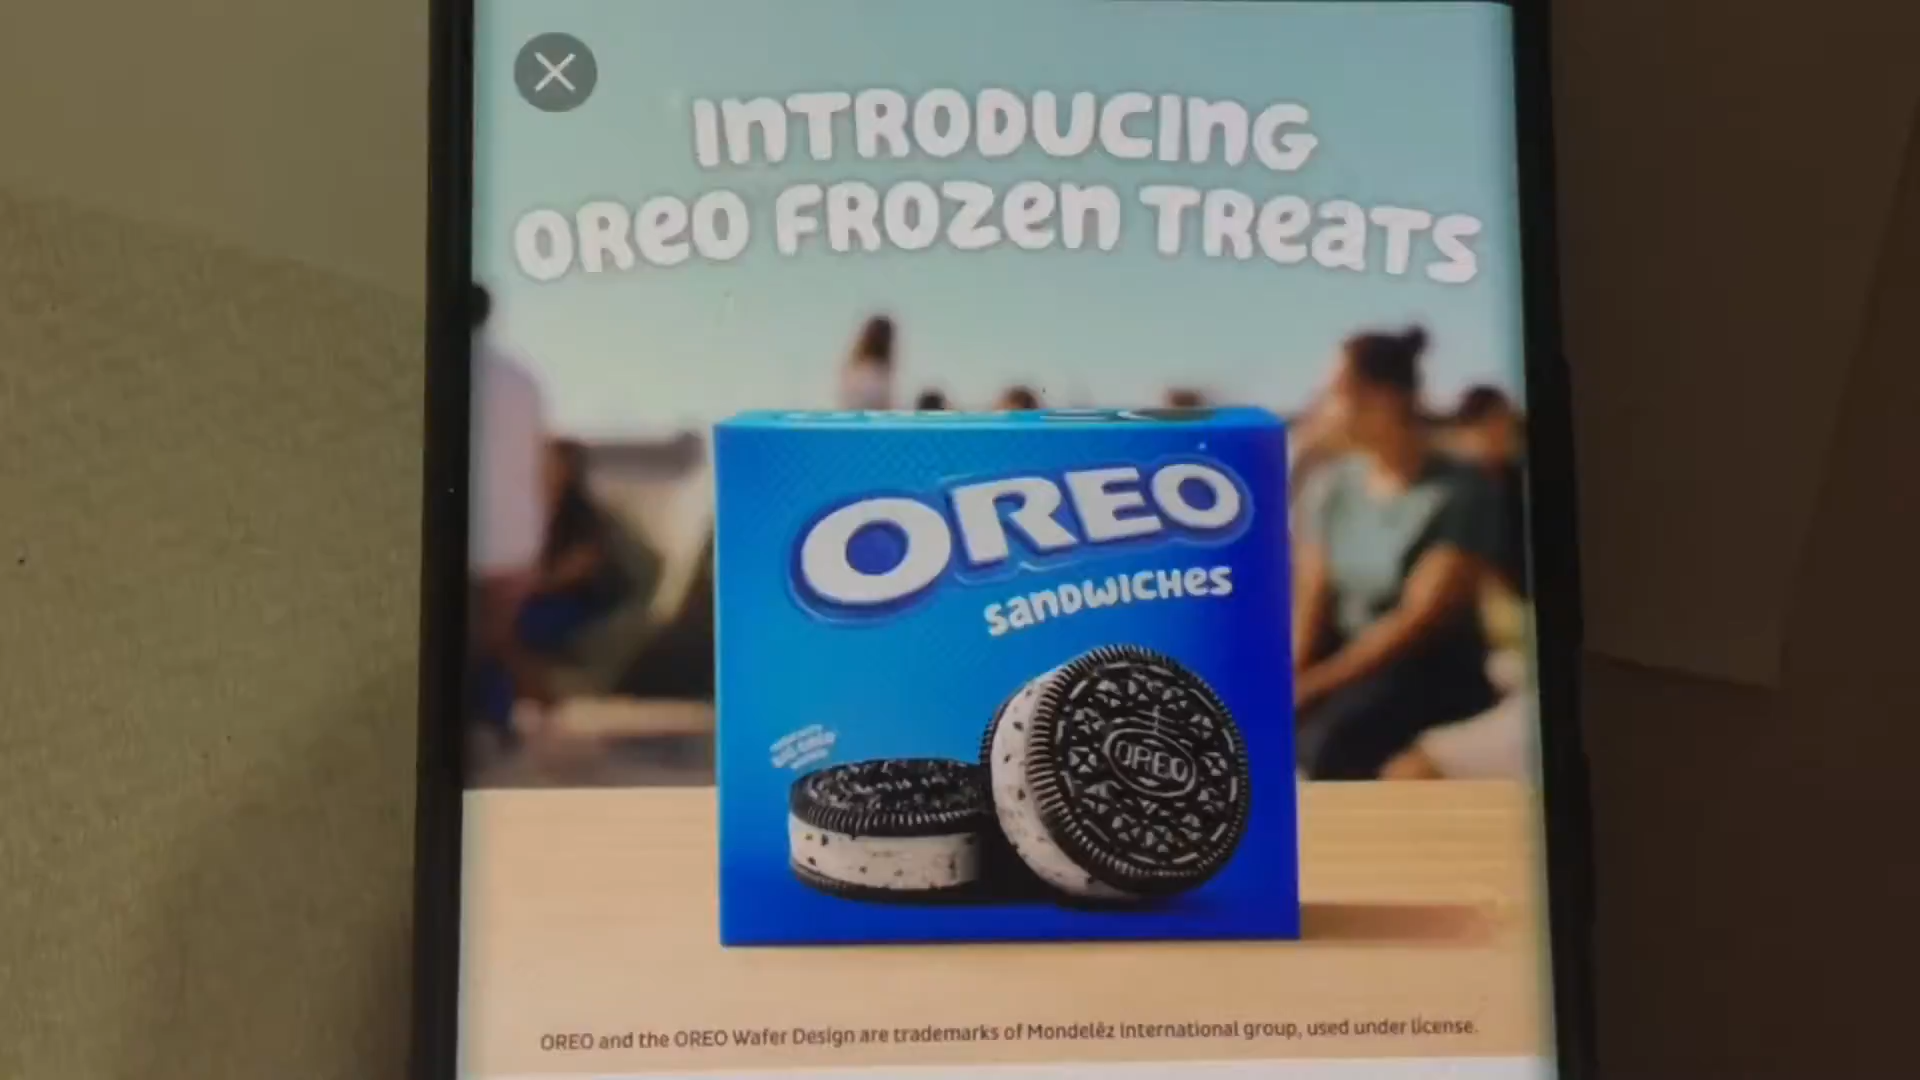 INTRODUCING
OREO FROZEN TREATS
OREO
SANDWICHES
OREO
OREO and the OREO Wafer Design are trademarks of Mondelēz International group, used under license.